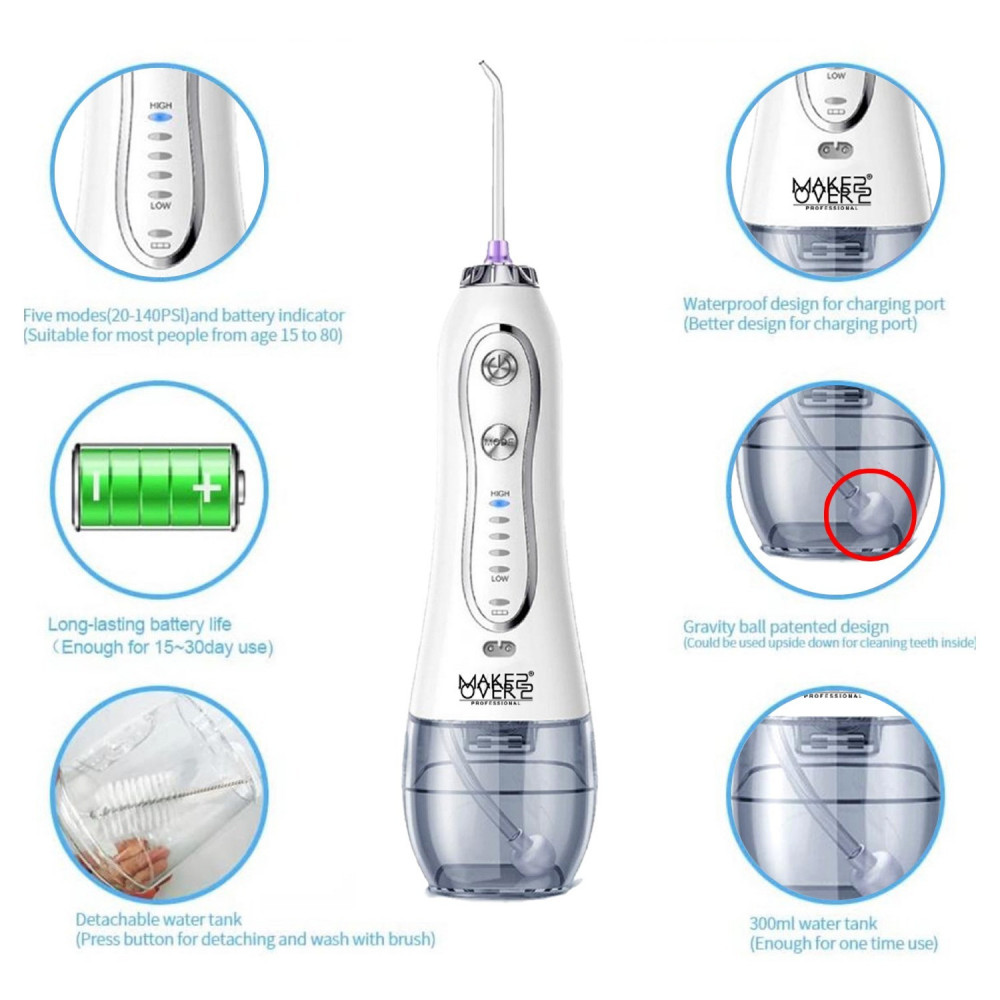 HIGH
LOW
Five modes(20-140PSI)and battery indicator
(Suitable for most people from age 15 to 80)
Long-lasting battery life
（Enough for 15~30day use)
Detachable water tank
(Press button for detaching and wash with brush)
MODE
HIGH
LOW
MAKE
OVER22®
PROFESSIONAL
LOW
MAKE
OVER22®
PROFESSIONAL
Waterproof design for charging port
(Better design for charging port)
Gravity ball patented design
(Could be used upside down for cleaning teeth inside)
PROFESSIONAL
300ml water tank
(Enough for one time use)